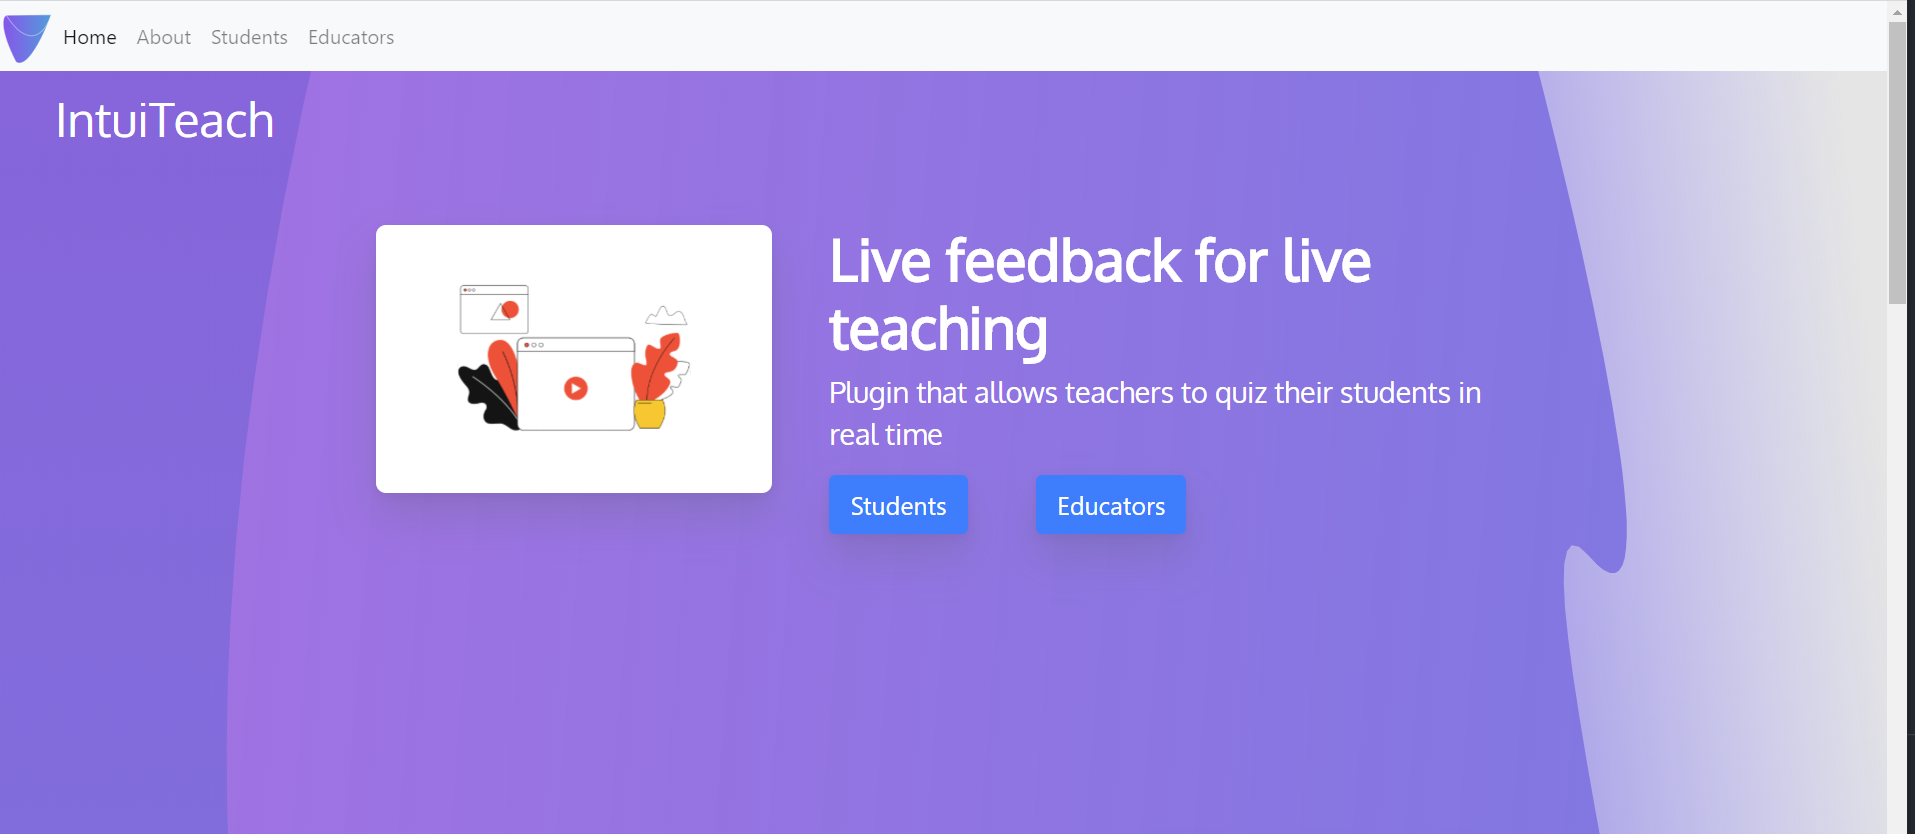 Home About Students Educators
IntuiTeach
Live feedback for live
teaching
Plugin that allows teachers to quiz their students in
real time
Students Educators